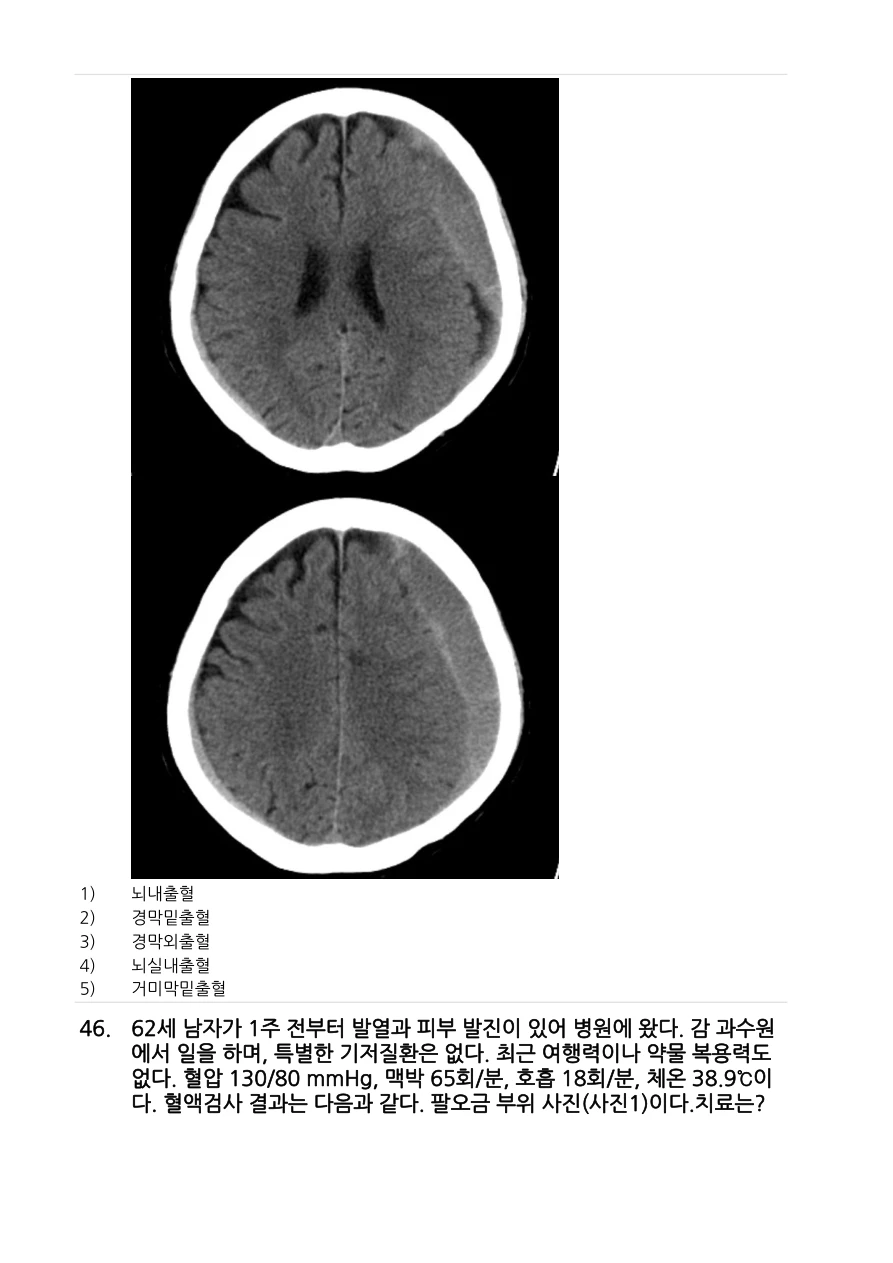 1) 뇌내출혈
2) 경막밑출혈
3) 경막외출혈
4) 뇌실내출혈
5) 거미막밑출혈
46. 62세 남자가 1주 전부터 발열과 피부 발진이 있어 병원에 왔다. 감 과수원
에서 일을 하며, 특별한 기저질환은 없다. 최근 여행력이나 약물 복용력도
없다. 혈압 130/80 mmHg, 맥박 65회/분, 호흡 18회/분, 체온 38.9℃이
다. 혈액검사 결과는 다음과 같다. 팔오금 부위 사진(사진1)이다.치료는?